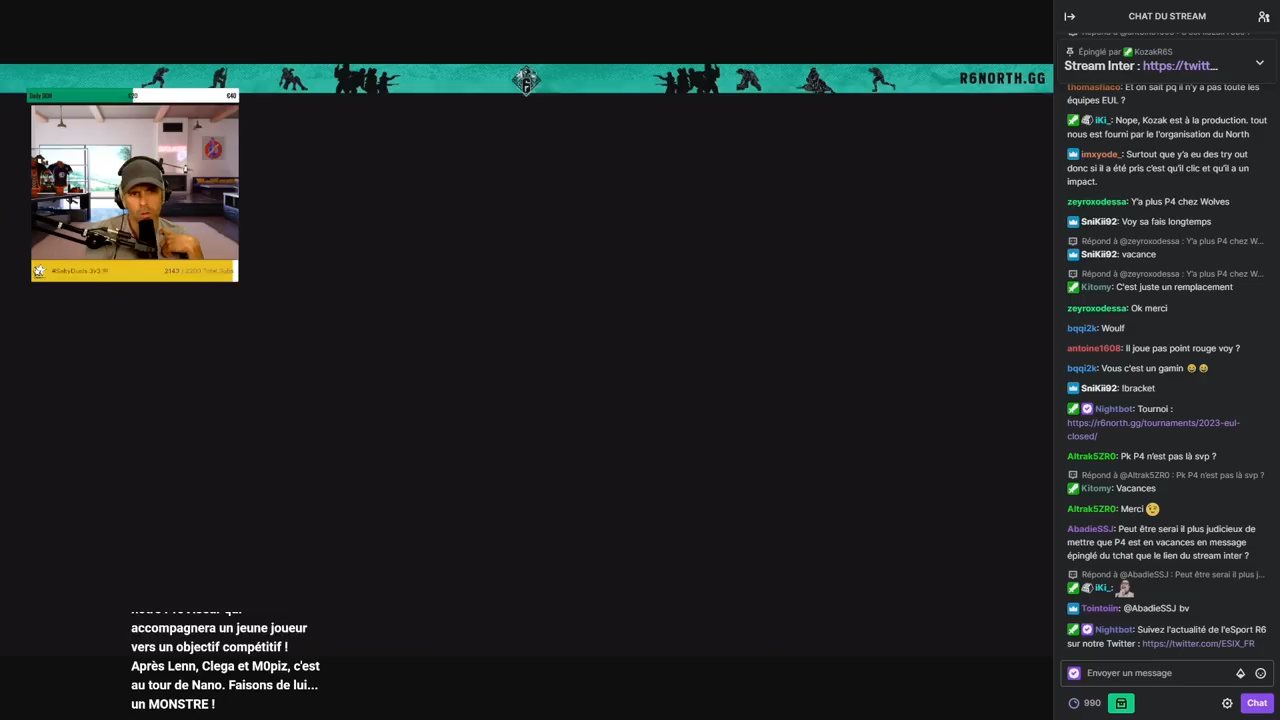 CHAT DU STREAM
Épinglé par KozakR6S
Stream Inter : https://twitt...
thomasfiaco: Et on sait pq il n'y a pas toute les
équipes EUL ?
iKi_: Nope, Kozak est à la production. tout
nous est fourni par le l'organisation du North
imxyode_: Surtout que y'a eu des try out
donc si il a été pris c'est qu'il clic et qu'il a un
impact.
zeyroxodessa: Y'a plus P4 chez Wolves
SniKii92: Voy sa fais longtemps
Répond à @zeyroxodessa : Y'a plus P4 chez W...
SniKii92: vacance
Répond à @zeyroxodessa : Y'a plus P4 chez W...
Kitomy: C'est juste un remplacement
zeyroxodessa: Ok merci
bqqi2k: Woulf
antoine1608: Il joue pas point rouge voy ?
bqqi2k: Vous c'est un gamin
SniKii92: !bracket
Nightbot: Tournoi :
https://r6north.gg/tournaments/2023-eul-
closed/
Altrak5ZR0: Pk P4 n'est pas là svp ?
Répond à @Altrak5ZR0 : Pk P4 n'est pas là svp ?
Kitomy: Vacances
Altrak5ZR0: Merci
AbadieSSJ: Peut être serai il plus judicieux de
mettre que P4 est en vacances en message
épinglé du tchat que le lien du stream inter ?
Répond à @AbadieSSJ : Peut être serai il plus j...
iKi_:
Tointoiin: @AbadieSSJ bv
Nightbot: Suivez l'actualité de l'eSport R6
sur notre Twitter : https://twitter.com/ESIX_FR
Envoyer un message
990
Chat
R6NORTH.GG
Daily DON
€20
€40
#SaltyDuels 3v3
2143 / 2200 Total Subs
accompagnera un jeune joueur
vers un objectif compétitif !
Après Lenn, Clega et M0piz, c'est
au tour de Nano. Faisons de lui...
un MONSTRE !